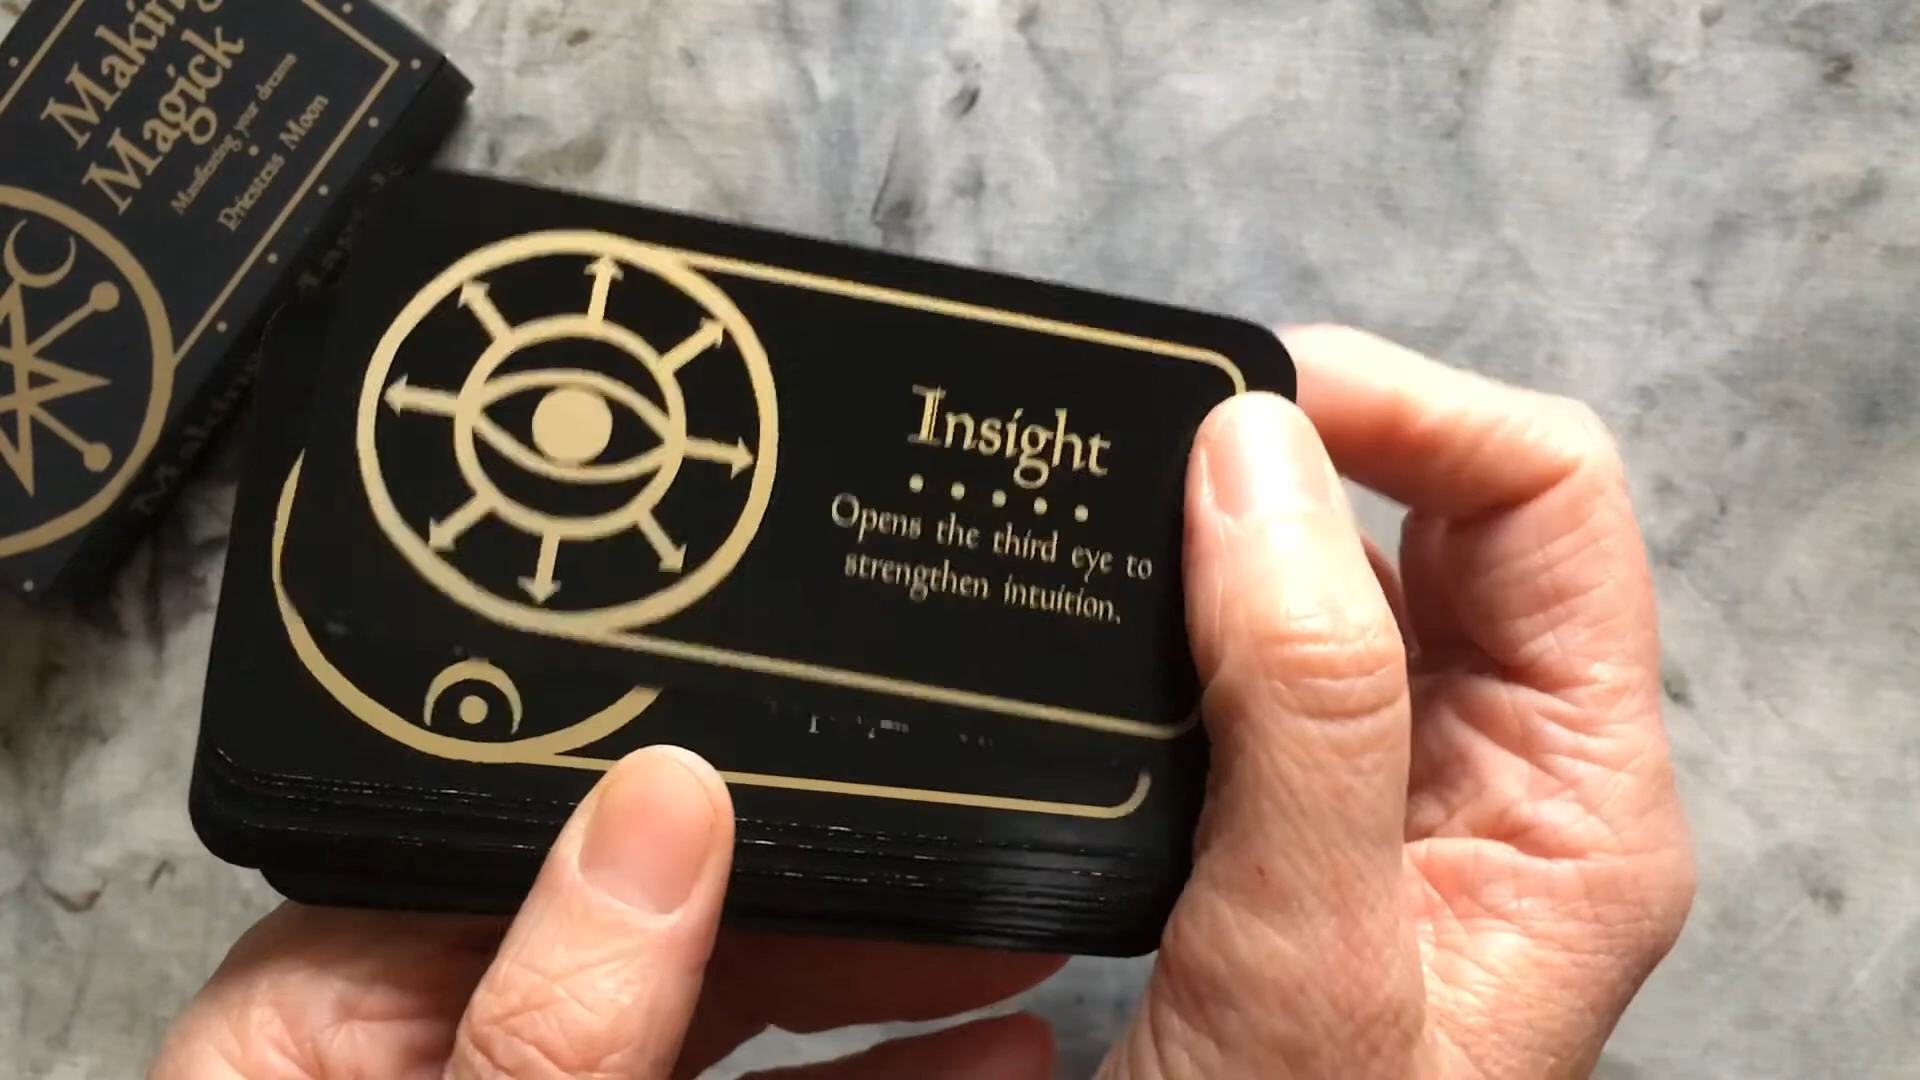 Making
Magick
Manifesting your dreams
Priestess Moon
Insight
Opens the third eye to
strengthen intuition.